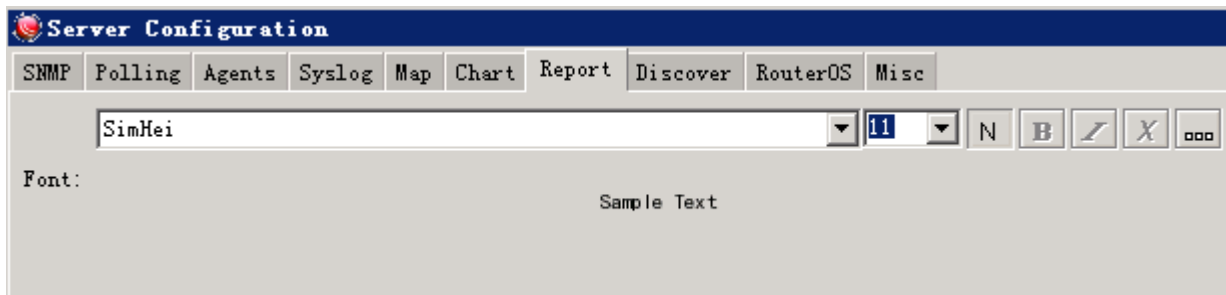 Server Configuration
SNMP Polling Agents Syslog Map Chart Report Discover RouterOS Misc
SimHei 11 N B I X
Font:
Sample Text